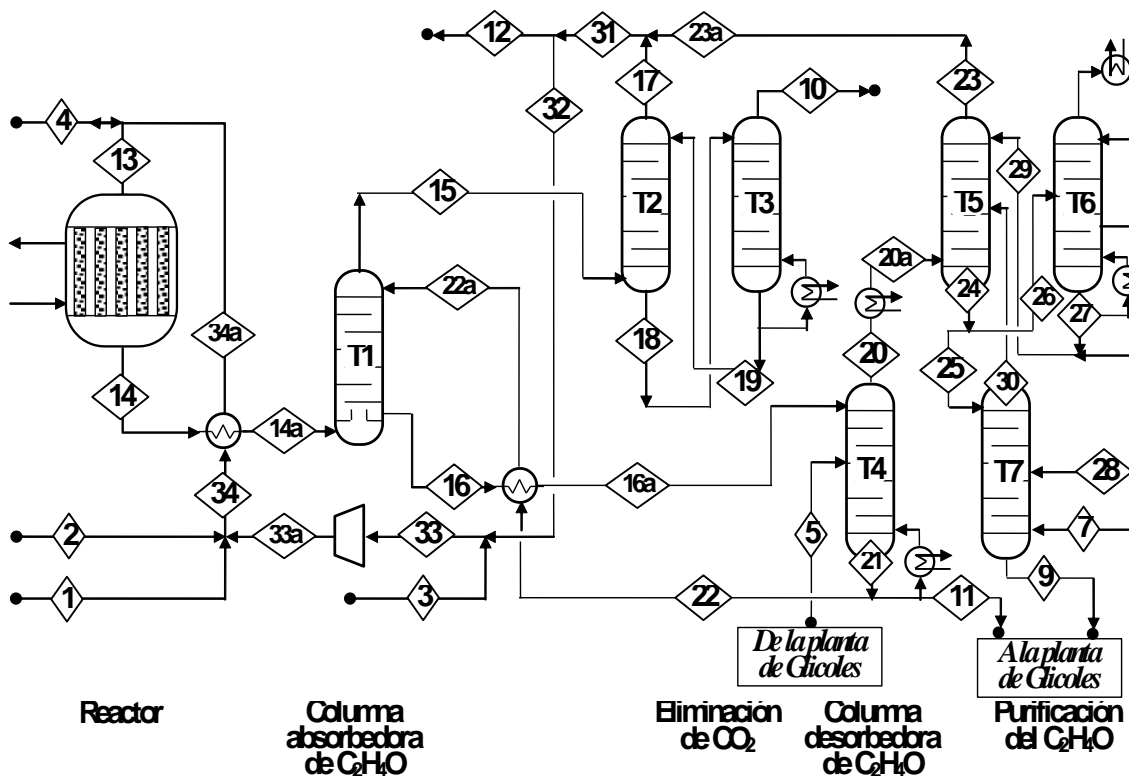 12
31
23a
4
17
10
23
32
13
15
T2
T3
T5
29
T6
20a
22a
24
26
27
34a
T1
18
14
19
20
25
30
14a
16
16a
T4
T7
28
34
2
33a
33
5
21
7
1
3
22
11
9
De la planta
de Glicoles
A la planta
de Glicoles
Reactor
Columna
absorbedora
de C₂H₄O
Eliminación
de CO₂
Columna
desorbedora
de C₂H₄O
Purificación
del C₂H₄O